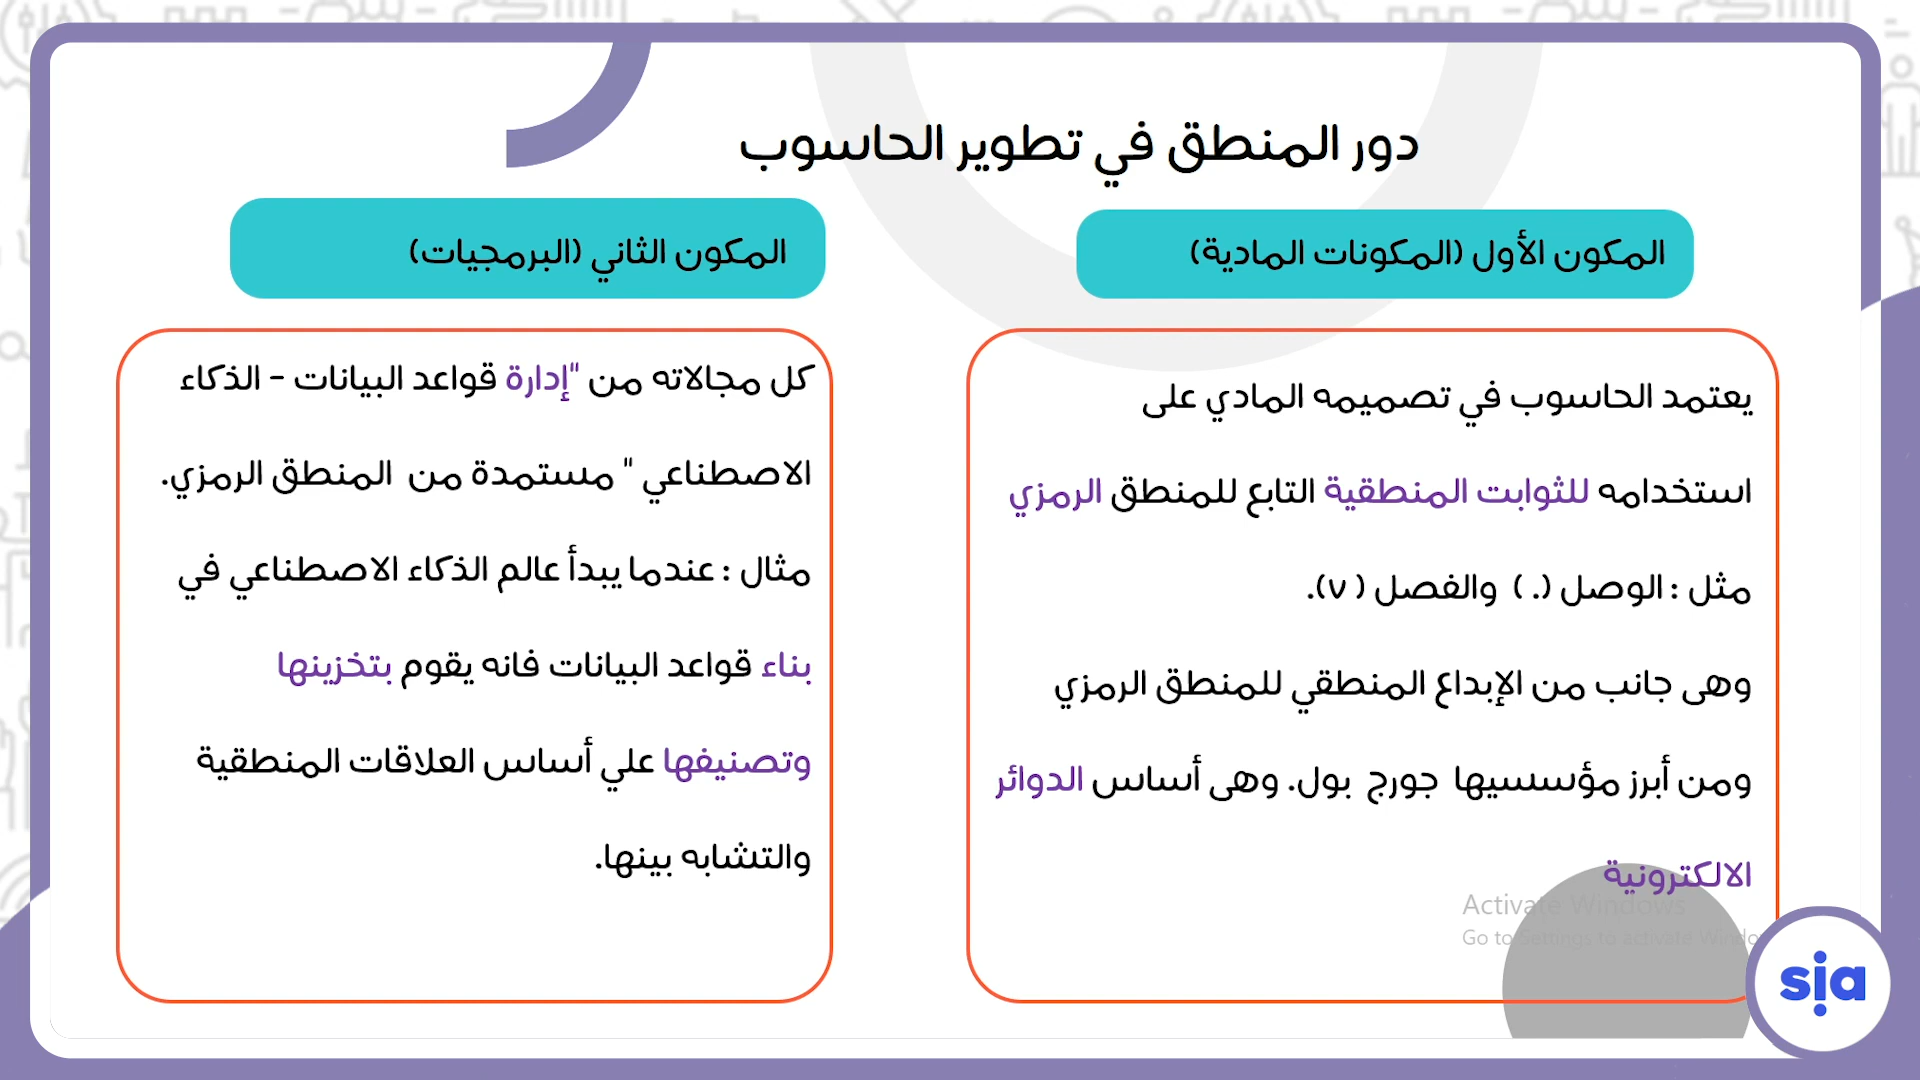 دور المنطق في تطوير الحاسوب
المكون الأول (المكونات المادية)
يعتمد الحاسوب في تصميمه المادي على
استخدامه للثوابت المنطقية التابع للمنطق الرمزي
مثل : الوصل (. ) والفصل ( ٧).
وهى جانب من الإبداع المنطقي للمنطق الرمزي
ومن أبرز مؤسسيها جورج بول. وهى أساس الدوائر
الالكترونية
المكون الثاني (البرمجيات)
كل مجالاته من "إدارة قواعد البيانات - الذكاء
الاصطناعي " مستمدة من المنطق الرمزي.
مثال : عندما يبدأ عالم الذكاء الاصطناعي في
بناء قواعد البيانات فانه يقوم بتخزينها
وتصنيفها علي أساس العلاقات المنطقية
والتشابه بينها.
Activate Windows
Go to Settings to activate Windo
sia